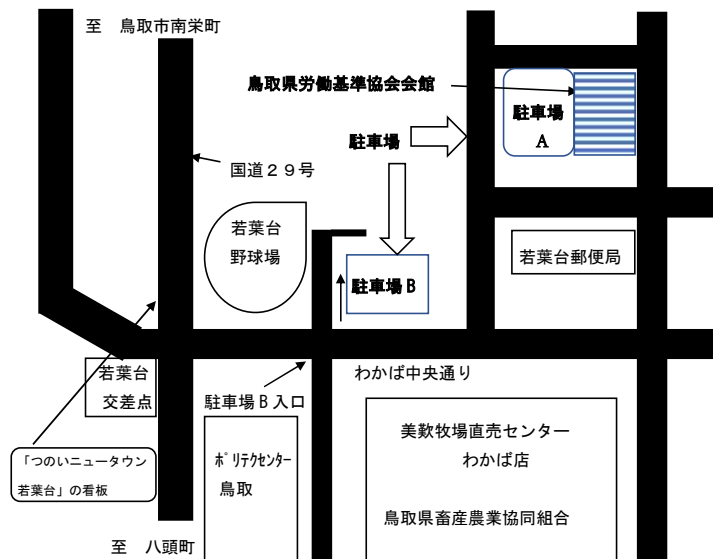 至　鳥取市南栄町
鳥取県労働基準協会会館
駐車場
A
駐車場
国道２９号
若葉台
野球場
若葉台郵便局
駐車場 B
若葉台
交差点
駐車場 B 入口
わかば中央通り
「つのいニュータウン
若葉台」の看板
ﾎﾟﾘﾃｸｾﾝﾀｰ
鳥取
美歎牧場直売センター
わかば店
鳥取県畜産農業協同組合
至　八頭町